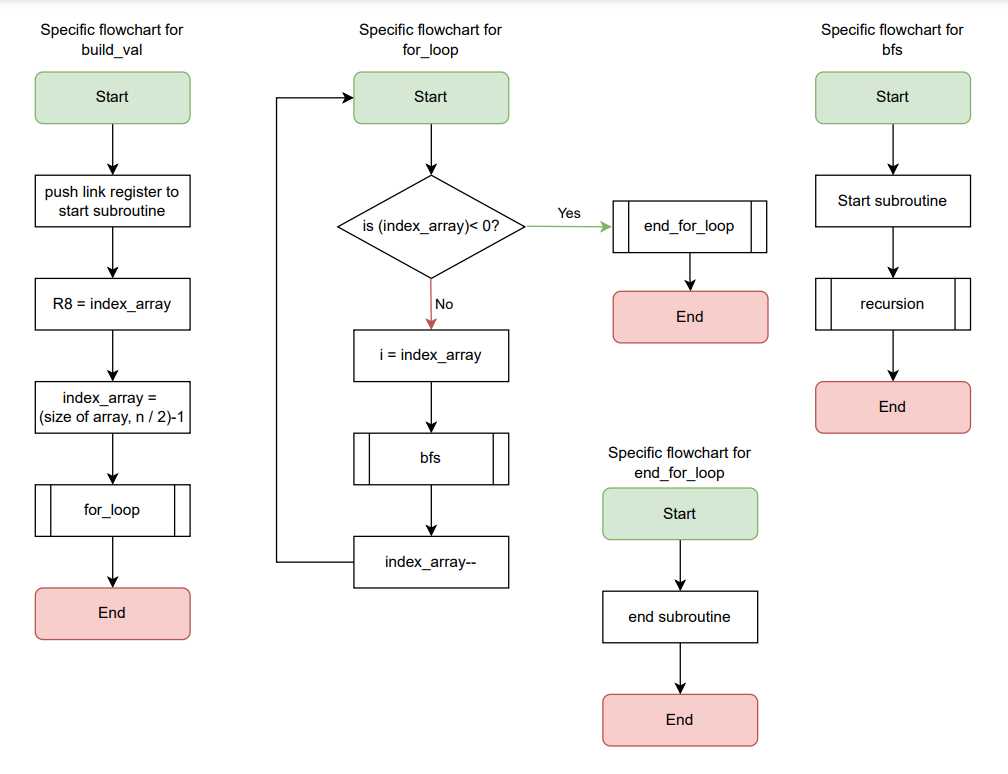 Specific flowchart for
build_val
Start
push link register to
start subroutine
R8 = index_array
index_array =
(size of array, n / 2)-1
for_loop
End
Specific flowchart for
for_loop
Start
is (index_array)< 0?
Yes
end_for_loop
End
No
i = index_array
bfs
index_array--
Specific flowchart for
end_for_loop
Start
end subroutine
End
Specific flowchart for
bfs
Start
Start subroutine
recursion
End